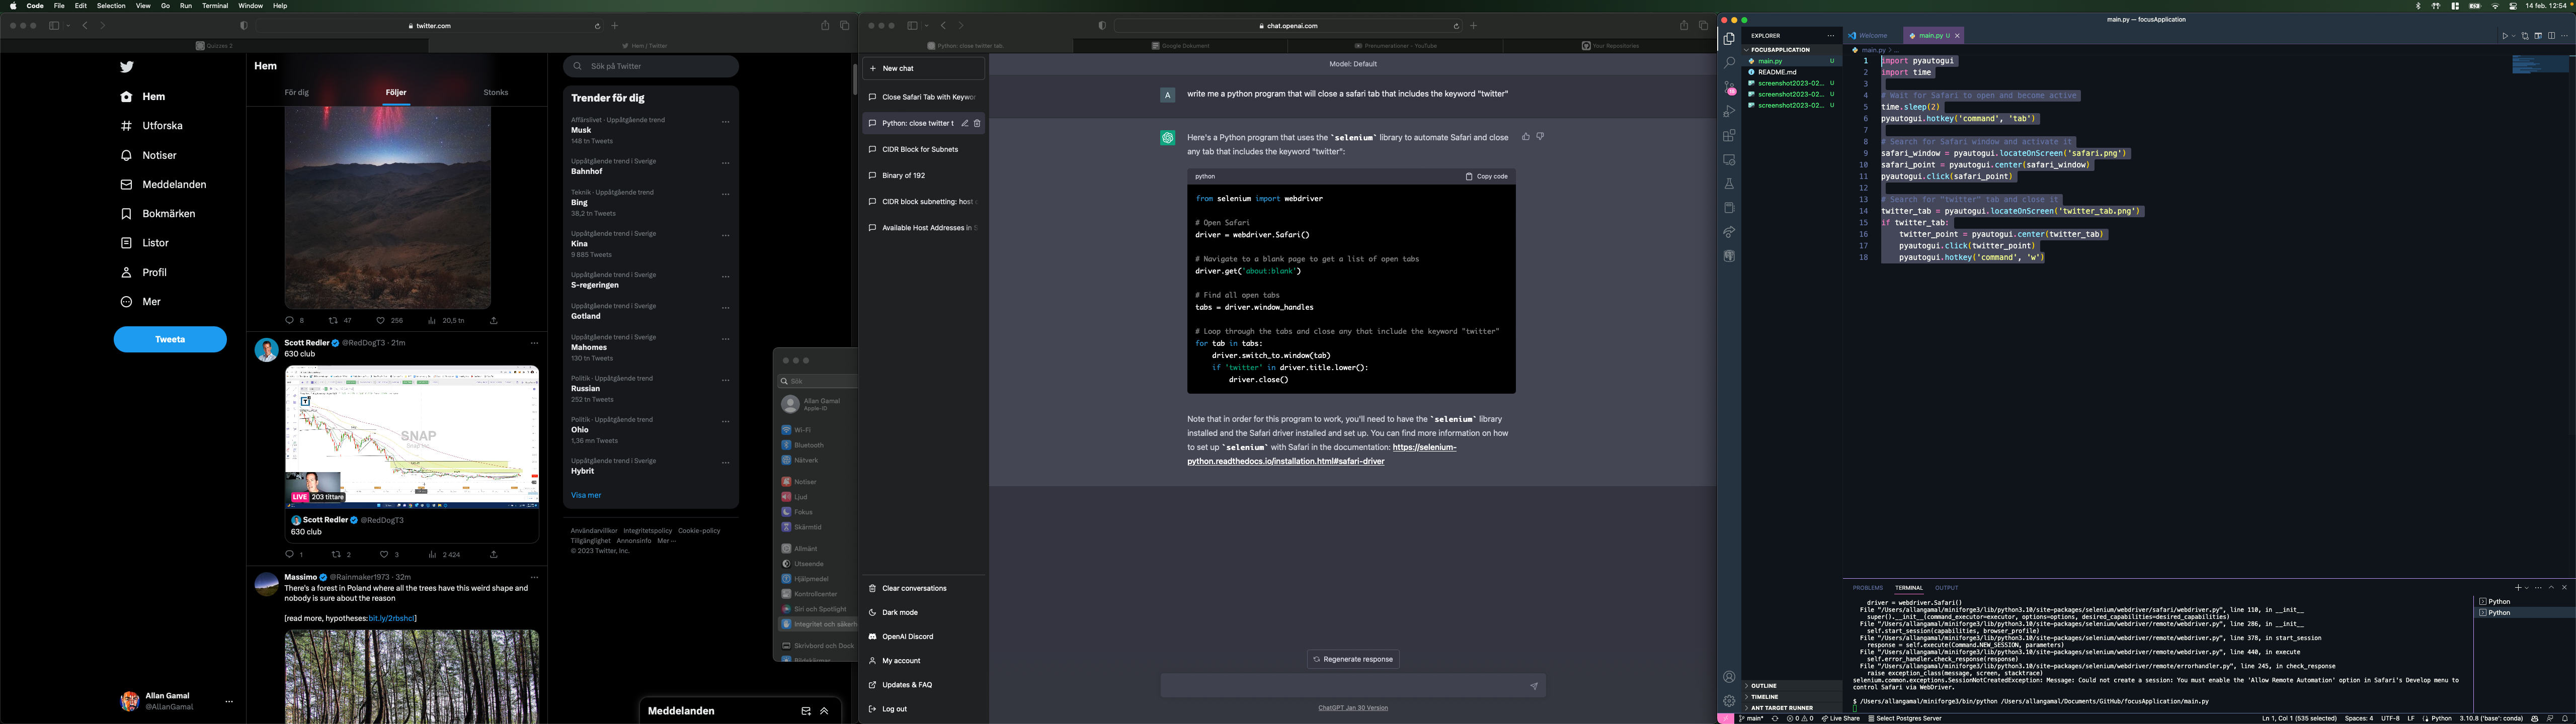 Code File Edit Selection View Go Run Terminal Window Help
14 feb. 12:54
twitter.com
Quizzes 3
Hem / Twitter
Hem
För dig
Följer
Stonks
Hem
Utforska
Notiser
Meddelanden
Bokmärken
Listor
Profil
Mer
Tweeta
Allan Gamal
@AllanGamal
8 47 256 20,5 tn
Scott Redler @RedDogT3 · 21m
630 club
SNAP
LIVE 203 tittare
Scott Redler @RedDogT3
630 club
1 2 3 2 424
Massimo @Rainmaker1973 · 32m
There's a forest in Poland where all the trees have this weird shape and
nobody is sure about the reason
[read more, hypotheses:bit.ly/2rbshcl]
Sök på Twitter
Trender för dig
Affärslivet · Uppåtgående trend
Musk
148 tn Tweets
Uppåtgående trend i Sverige
Bahnhof
Teknik · Uppåtgående trend
Bing
38,2 tn Tweets
Uppåtgående trend i Sverige
Kina
9 885 Tweets
Uppåtgående trend i Sverige
S-regeringen
Uppåtgående trend i Sverige
Gotland
Uppåtgående trend i Sverige
Mahomes
130 tn Tweets
Politik · Uppåtgående trend
Russian
252 tn Tweets
Politik · Uppåtgående trend
Ohio
1,36 mn Tweets
Uppåtgående trend i Sverige
Hybrit
Visa mer
Användarvillkor Integritetspolicy Cookie-policy
Tillgänglighet Annonsinfo Mer ···
© 2023 Twitter, Inc.
Meddelanden
Sök
Allan Gamal
Apple-ID
Wi-Fi
Bluetooth
Nätverk
Notiser
Ljud
Fokus
Skärmtid
Allmänt
Utseende
Hjälpmedel
Kontrollcenter
Siri och Spotlight
Integritet och säkerh
Skrivbord och Dock
Bildskärmar
chat.openai.com
Python: close twitter tab.
Google Dokument
Prenumerationer - YouTube
Your Repositories
New chat
Close Safari Tab with Keywor
Python: close twitter t
CIDR Block for Subnets
Binary of 192
CIDR block subnetting: host
Available Host Addresses in
Clear conversations
Dark mode
OpenAI Discord
My account
Updates & FAQ
Log out
Model: Default
A
write me a python program that will close a safari tab that includes the keyword "twitter"
Here's a Python program that uses the `selenium` library to automate Safari and close
any tab that includes the keyword "twitter":
python
Copy code
from selenium import webdriver
# Open Safari
driver = webdriver.Safari()
# Navigate to a blank page to get a list of open tabs
driver.get('about:blank')
# Find all open tabs
tabs = driver.window_handles
# Loop through the tabs and close any that include the keyword "twitter"
for tab in tabs:
driver.switch_to.window(tab)
if 'twitter' in driver.title.lower():
driver.close()
Note that in order for this program to work, you'll need to have the `selenium` library
installed and the Safari driver installed and set up. You can find more information on how
to set up `selenium` with Safari in the documentation: https://selenium-
python.readthedocs.io/installation.html#safari-driver
Regenerate response
ChatGPT Jan 30 Version
main.py — focusApplication
EXPLORER
FOCUSAPPLICATION
main.py U
README.md
screenshot2023-02... U
screenshot2023-02... U
screenshot2023-02... U
OUTLINE
TIMELINE
ANT TARGET RUNNER
Welcome
main.py U
main.py > ...
1 import pyautogui
2 import time
3
4 # Wait for Safari to open and become active
5 time.sleep(2)
6 pyautogui.hotkey('command', 'tab')
7
8 # Search for Safari window and activate it
9 safari_window = pyautogui.locateOnScreen('safari.png')
10 safari_point = pyautogui.center(safari_window)
11 pyautogui.click(safari_point)
12
13 # Search for "twitter" tab and close it
14 twitter_tab = pyautogui.locateOnScreen('twitter_tab.png')
15 if twitter_tab:
16 twitter_point = pyautogui.center(twitter_tab)
17 pyautogui.click(twitter_point)
18 pyautogui.hotkey('command', 'w')
PROBLEMS TERMINAL OUTPUT
Python
Python
driver = webdriver.Safari()
File "/Users/allangamal/miniforge3/lib/python3.10/site-packages/selenium/webdriver/safari/webdriver.py", line 110, in __init__
super().__init__(command_executor=executor, options=options, desired_capabilities=desired_capabilities)
File "/Users/allangamal/miniforge3/lib/python3.10/site-packages/selenium/webdriver/remote/webdriver.py", line 286, in __init__
self.start_session(capabilities, browser_profile)
File "/Users/allangamal/miniforge3/lib/python3.10/site-packages/selenium/webdriver/remote/webdriver.py", line 378, in start_session
response = self.execute(Command.NEW_SESSION, parameters)
File "/Users/allangamal/miniforge3/lib/python3.10/site-packages/selenium/webdriver/remote/webdriver.py", line 440, in execute
self.error_handler.check_response(response)
File "/Users/allangamal/miniforge3/lib/python3.10/site-packages/selenium/webdriver/remote/errorhandler.py", line 245, in check_response
raise exception_class(message, screen, stacktrace)
selenium.common.exceptions.SessionNotCreatedException: Message: Could not create a session: You must enable the 'Allow Remote Automation' option in Safari's Develop menu to
control Safari via WebDriver.
$ /Users/allangamal/miniforge3/bin/python /Users/allangamal/Documents/GitHub/focusApplication/main.py
main* 0 0 Live Share Select Postgres Server
Ln 1, Col 1 (535 selected) Spaces: 4 UTF-8 LF Python 3.10.8 ('base': conda)